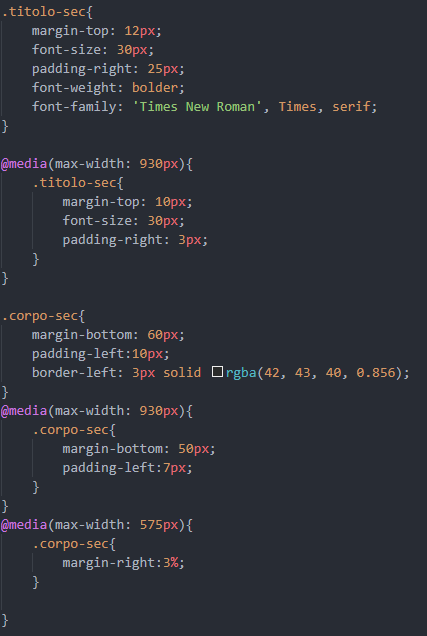 .titolo-sec{
margin-top: 12px;
font-size: 30px;
padding-right: 25px;
font-weight: bolder;
font-family: 'Times New Roman', Times, serif;
}
@media(max-width: 930px){
.titolo-sec{
margin-top: 10px;
font-size: 30px;
padding-right: 3px;
}
}
.corpo-sec{
margin-bottom: 60px;
padding-left:10px;
border-left: 3px solid rgba(42, 43, 40, 0.856);
}
@media(max-width: 930px){
.corpo-sec{
margin-bottom: 50px;
padding-left:7px;
}
}
@media(max-width: 575px){
.corpo-sec{
margin-right:3%;
}
}